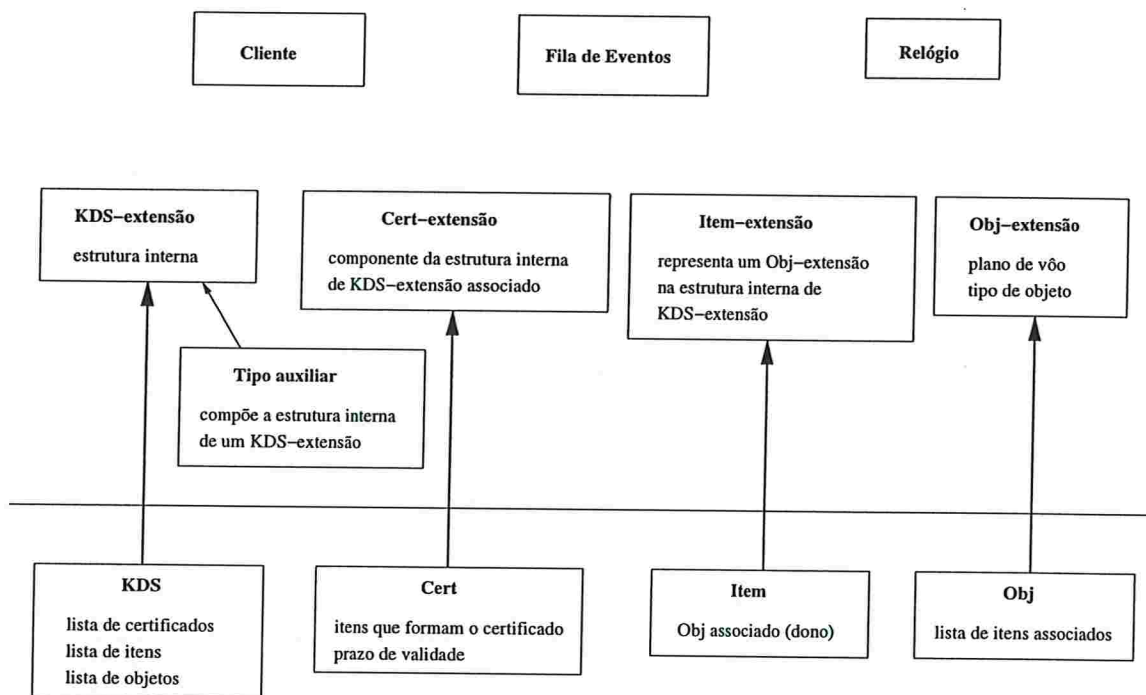 Cliente
Fila de Eventos
Relógio
KDS–extensão
estrutura interna
Cert–extensão
componente da estrutura interna
de KDS–extensão associado
Item–extensão
representa um Obj–extensão
na estrutura interna de
KDS–extensão
Obj–extensão
plano de vôo
tipo de objeto
Tipo auxiliar
compõe a estrutura interna
de um KDS–extensão
KDS
lista de certificados
lista de itens
lista de objetos
Cert
itens que formam o certificado
prazo de validade
Item
Obj associado (dono)
Obj
lista de itens associados